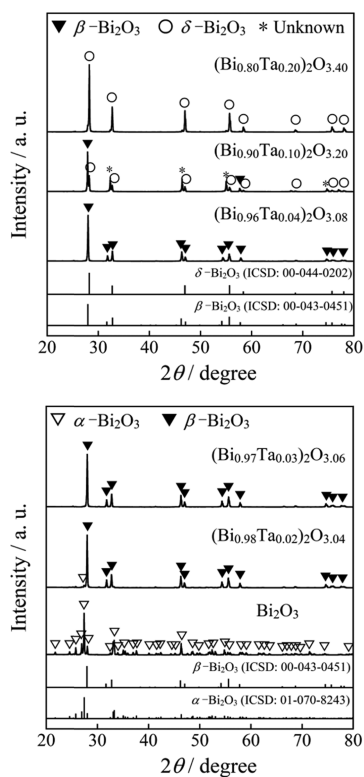 ▼ β−Bi₂O₃ ○ δ−Bi₂O₃ * Unknown
(Bi₀.₈₀Ta₀.₂₀)₂O₃.₄₀
(Bi₀.₉₀Ta₀.₁₀)₂O₃.₂₀
(Bi₀.₉₆Ta₀.₀₄)₂O₃.₀₈
δ−Bi₂O₃ (ICSD: 00-044-0202)
β−Bi₂O₃ (ICSD: 00-043-0451)
Intensity / a. u.
20 30 40 50 60 70 80
2θ / degree
▽ α−Bi₂O₃ ▼ β−Bi₂O₃
(Bi₀.₉₇Ta₀.₀₃)₂O₃.₀₆
(Bi₀.₉₈Ta₀.₀₂)₂O₃.₀₄
Bi₂O₃
β−Bi₂O₃ (ICSD: 00-043-0451)
α−Bi₂O₃ (ICSD: 01-070-8243)
Intensity / a. u.
20 30 40 50 60 70 80
2θ / degree